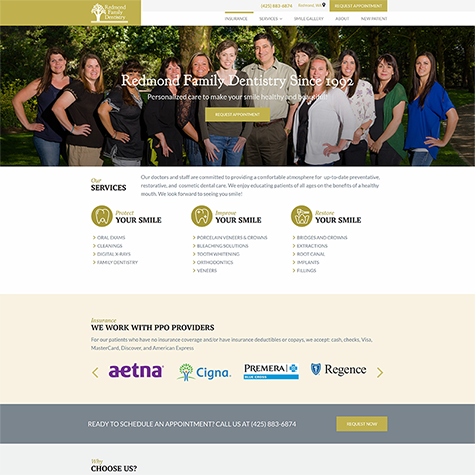 Redmond
Family
Dentistry
(425) 883-6874
Redmond, WA
REQUEST APPOINTMENT
INSURANCE
SERVICES
SMILE GALLERY
ABOUT
NEW PATIENT
Redmond Family Dentistry Since 1992
Personalized care to make your smile healthy and beautiful!
REQUEST APPOINTMENT
Our
SERVICES
Our doctors and staff are committed to providing a comfortable atmosphere for up-to-date preventative,
restorative, and cosmetic dental care. We enjoy educating patients of all ages on the benefits of a healthy
mouth. We look forward to seeing you smile!
Protect
YOUR SMILE
ORAL EXAMS
CLEANINGS
DIGITAL X-RAYS
FAMILY DENTISTRY
Improve
YOUR SMILE
PORCELAIN VENEERS & CROWNS
BLEACHING SOLUTIONS
TOOTH WHITENING
ORTHODONTICS
VENEERS
Restore
YOUR SMILE
BRIDGES AND CROWNS
EXTRACTIONS
ROOT CANAL
IMPLANTS
FILLINGS
Insurance
WE WORK WITH PPO PROVIDERS
For our patients who have no insurance coverage and/or have insurance deductibles or copays, we accept: cash, checks, Visa,
MasterCard, Discover, and American Express
aetna
Cigna.
PREMERA
BLUE CROSS
Regence
READY TO SCHEDULE AN APPOINTMENT? CALL US AT (425) 883-6874
REQUEST NOW!
Why
CHOOSE US?